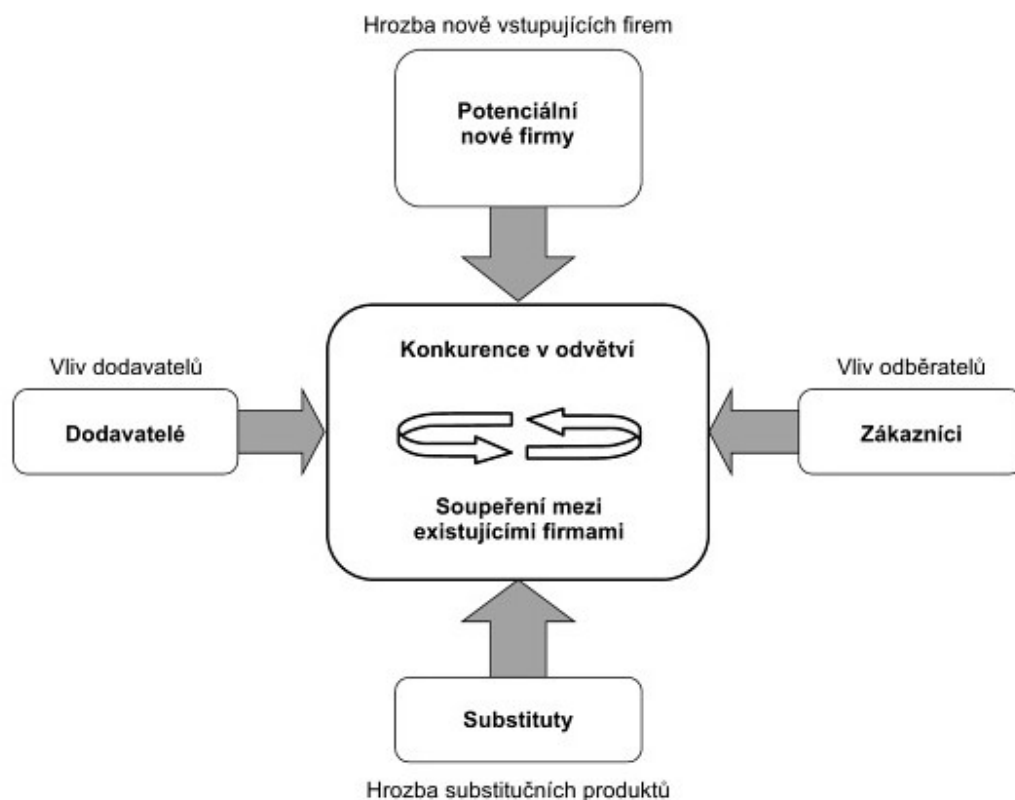 Hrozba nově vstupujících firem
Potenciální
nové firmy
Konkurence v odvětví
Vliv dodavatelů
Dodavatelé
Vliv odběratelů
Zákazníci
Soupeření mezi
existujícími firmami
Substituty
Hrozba substitučních produktů